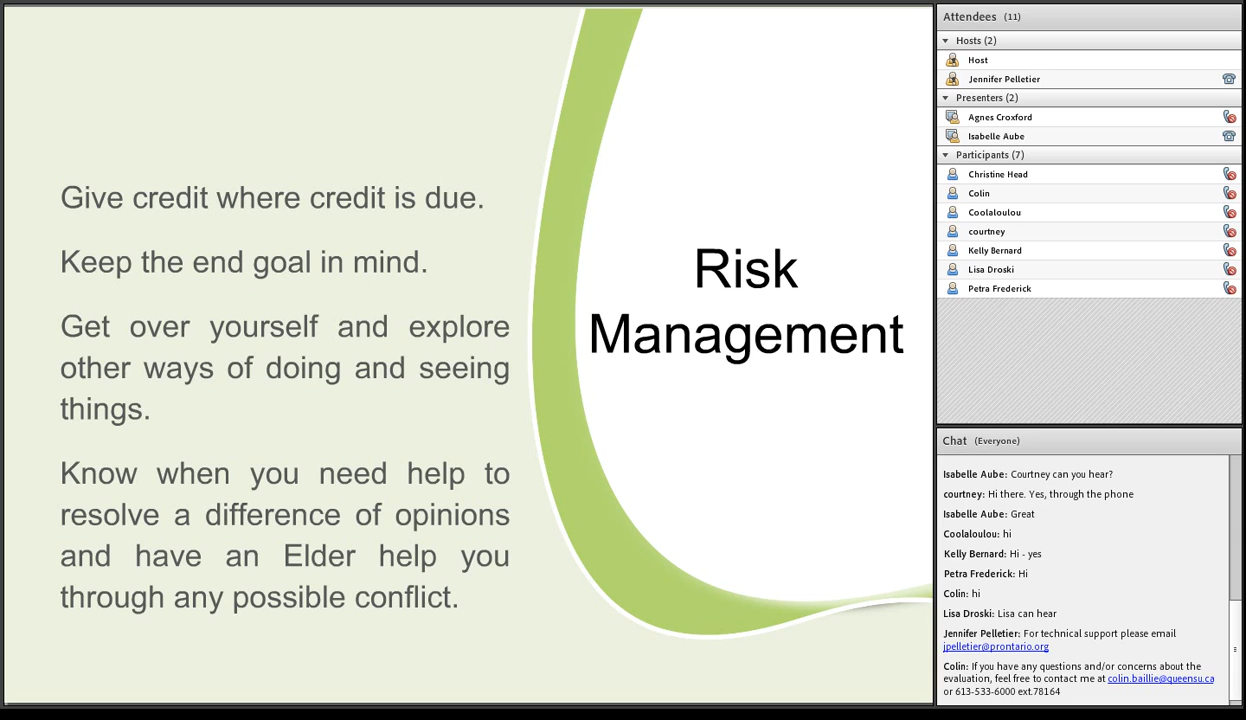 Give credit where credit is due.
Keep the end goal in mind.
Get over yourself and explore
other ways of doing and seeing
things.
Know when you need help to
resolve a difference of opinions
and have an Elder help you
through any possible conflict.
Risk
Management
Attendees (11)
Hosts (2)
Host
Jennifer Pelletier
Presenters (2)
Agnes Croxford
Isabelle Aube
Participants (7)
Christine Head
Colin
Coolaloulou
courtney
Kelly Bernard
Lisa Droski
Petra Frederick
Chat (Everyone)
Isabelle Aube: Courtney can you hear?
courtney: Hi there. Yes, through the phone
Isabelle Aube: Great
Coolaloulou: hi
Kelly Bernard: Hi - yes
Petra Frederick: Hi
Colin: hi
Lisa Droski: Lisa can hear
Jennifer Pelletier: For technical support please email
jpelletier@prontario.org
Colin: If you have any questions and/or concerns about the
evaluation, feel free to contact me at colin.baillie@queensu.ca
or 613-533-6000 ext.78164